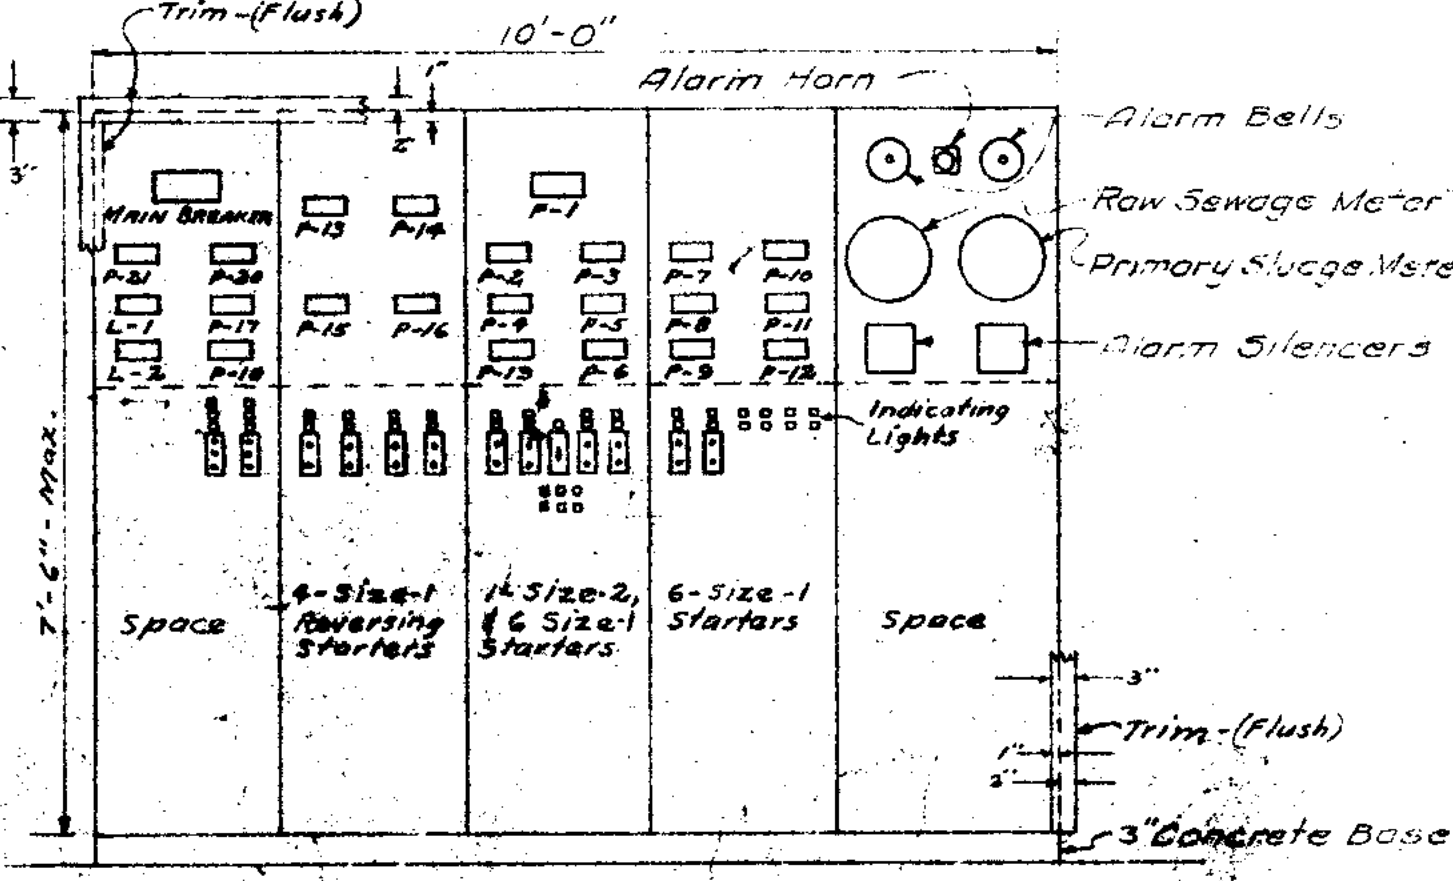 Trim-(Flush)
10'-0"
Alarm Horn
1"
2"
3"
Alarm Bells
MAIN BREAKER
P-13
P-14
P-1
Raw Sewage Meter
P-21
P-20
P-2
P-3
P-7
P-10
Primary Sludge Mete
L-1
P-17
P-15
P-16
P-4
P-5
P-8
P-11
L-2
P-18
P-13
P-6
P-9
P-12
Alarm Silencers
Indicating
Lights
7'-6"-Max.
Space
4-Size-1
Reversing
Starters
1-Size-2,
& 6 Size-1
Starters
6-Size-1
Starters
Space
3"
Trim-(Flush)
1"
2"
3"Concrete Base